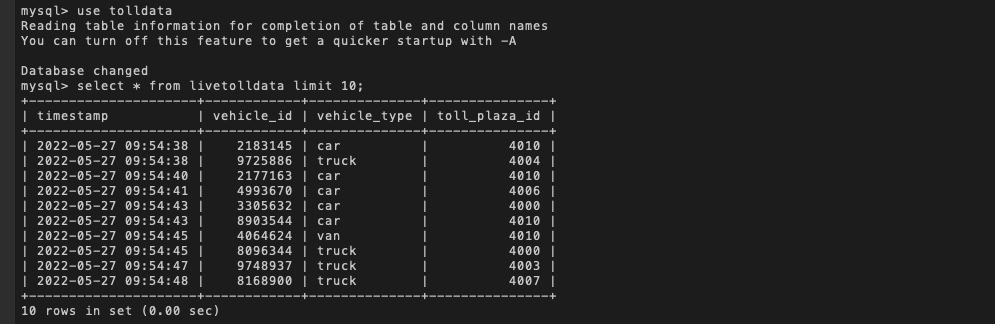 mysql> use tolldata
Reading table information for completion of table and column names
You can turn off this feature to get a quicker startup with -A

Database changed
mysql> select * from livetolldata limit 10;
+---------------------+------------+--------------+---------------+
| timestamp           | vehicle_id | vehicle_type | toll_plaza_id |
+---------------------+------------+--------------+---------------+
| 2022-05-27 09:54:38 |    2183145 | car          |          4010 |
| 2022-05-27 09:54:38 |    9725886 | truck        |          4004 |
| 2022-05-27 09:54:40 |    2177163 | car          |          4010 |
| 2022-05-27 09:54:41 |    4993670 | car          |          4006 |
| 2022-05-27 09:54:43 |    3305632 | car          |          4000 |
| 2022-05-27 09:54:43 |    8903544 | car          |          4010 |
| 2022-05-27 09:54:45 |    4064624 | van          |          4010 |
| 2022-05-27 09:54:45 |    8096344 | truck        |          4000 |
| 2022-05-27 09:54:47 |    9748937 | truck        |          4003 |
| 2022-05-27 09:54:48 |    8168900 | truck        |          4007 |
+---------------------+------------+--------------+---------------+
10 rows in set (0.00 sec)